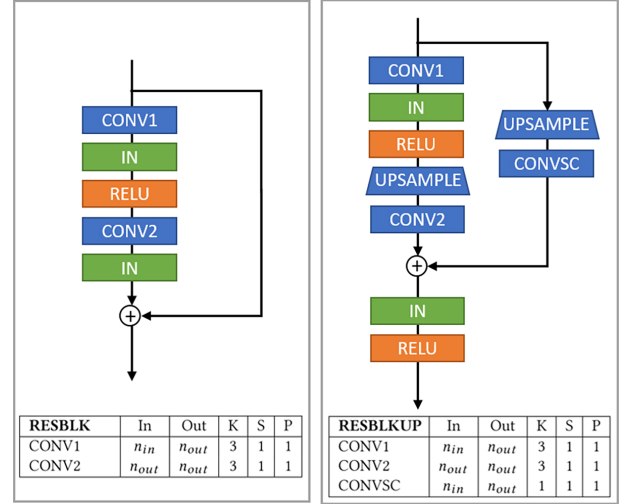 CONV1
IN
RELU
CONV2
IN
+
RESBLK In Out K S P
CONV1 n_in n_out 3 1 1
CONV2 n_out n_out 3 1 1
CONV1
IN
RELU
UPSAMPLE
CONV2
UPSAMPLE
CONVSC
+
IN
RELU
RESBLKUP In Out K S P
CONV1 n_in n_out 3 1 1
CONV2 n_out n_out 3 1 1
CONVSC n_in n_out 1 1 1